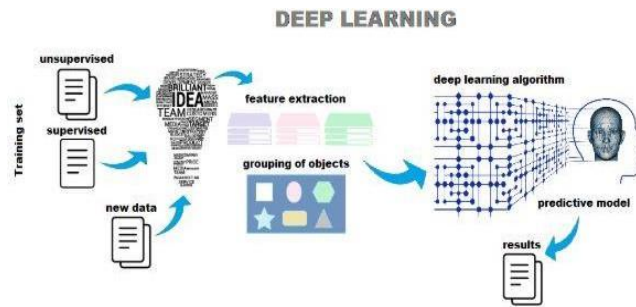 DEEP LEARNING
unsupervised
Training set
supervised
new data
BRILLIANT
IDEA
TEAM
feature extraction
grouping of objects
deep learning algorithm
predictive model
results